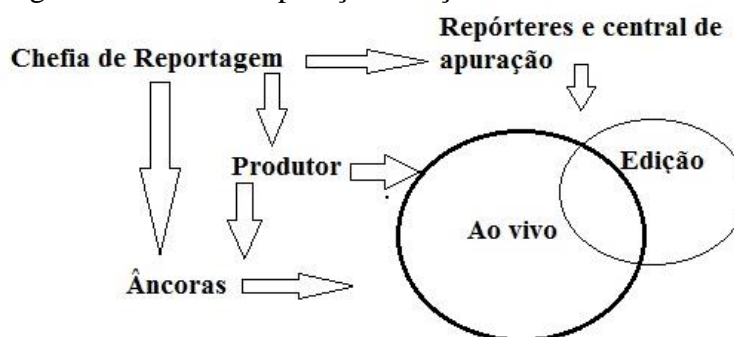 Repórteres e central de
Chefia de Reportagem
apuração
Produtor
Edição
Ao vivo
Âncoras